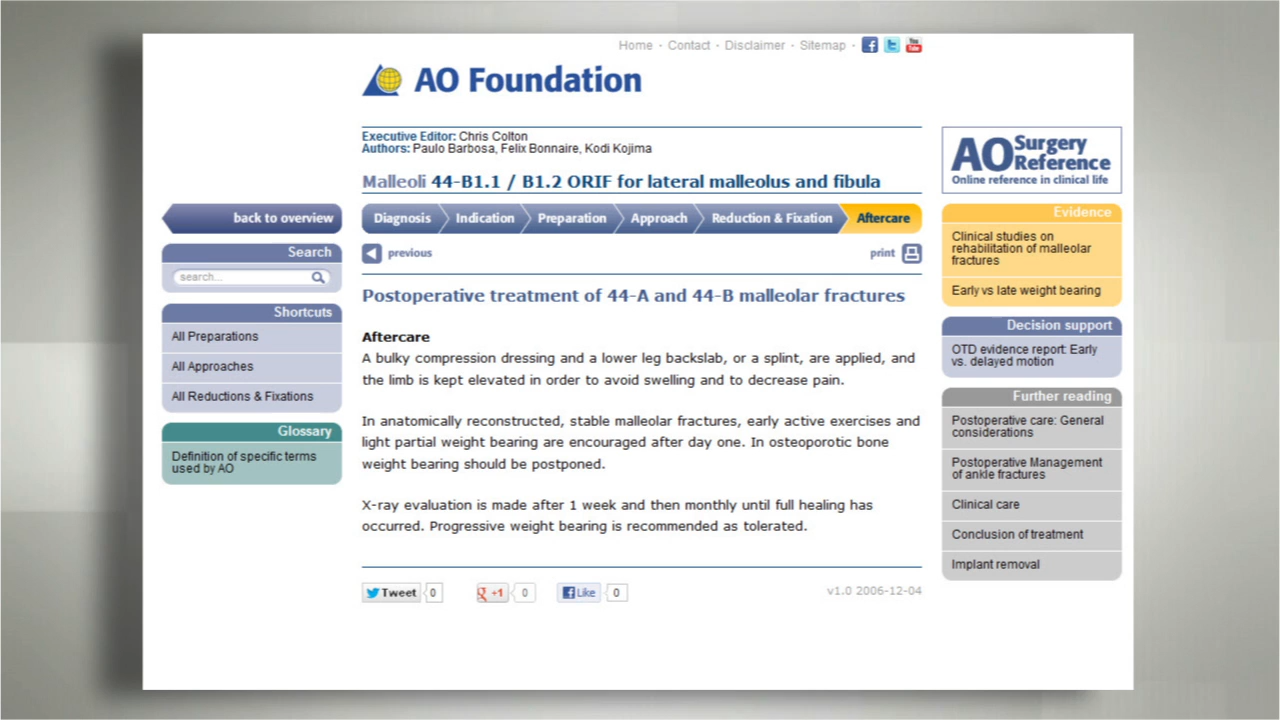 Home · Contact · Disclaimer · Sitemap ·
AO Foundation
Executive Editor: Chris Colton
Authors: Paulo Barbosa, Felix Bonnaire, Kodi Kojima
Malleoli 44-B1.1 / B1.2 ORIF for lateral malleolus and fibula
AO Surgery Reference
Online reference in clinical life
back to overview
Diagnosis
Indication
Preparation
Approach
Reduction & Fixation
Aftercare
previous
print
Search
search...
Shortcuts
All Preparations
All Approaches
All Reductions & Fixations
Glossary
Definition of specific terms
used by AO
Postoperative treatment of 44-A and 44-B malleolar fractures
Aftercare
A bulky compression dressing and a lower leg backslab, or a splint, are applied, and
the limb is kept elevated in order to avoid swelling and to decrease pain.
In anatomically reconstructed, stable malleolar fractures, early active exercises and
light partial weight bearing are encouraged after day one. In osteoporotic bone
weight bearing should be postponed.
X-ray evaluation is made after 1 week and then monthly until full healing has
occurred. Progressive weight bearing is recommended as tolerated.
Tweet 0
+1 0
Like 0
v1.0 2006-12-04
Evidence
Clinical studies on
rehabilitation of malleolar
fractures
Early vs late weight bearing
Decision support
OTD evidence report: Early
vs. delayed motion
Further reading
Postoperative care: General
considerations
Postoperative Management
of ankle fractures
Clinical care
Conclusion of treatment
Implant removal